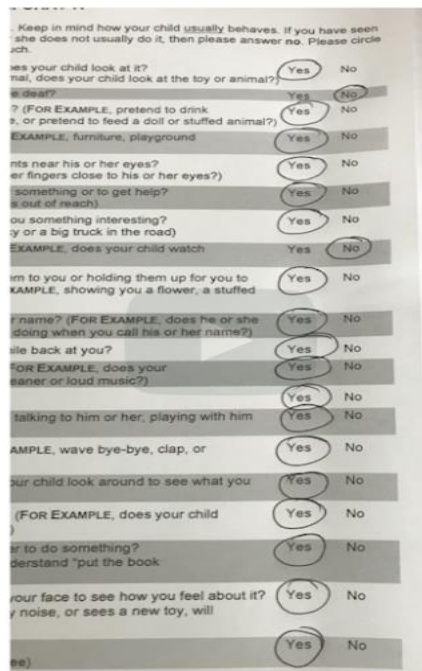 . Keep in mind how your child usually behaves. If you have seen
she does not usually do it, then please answer no. Please circle
uch.
es your child look at it? Yes No
mal, does your child look at the toy or animal?)
e deaf? Yes No
? (FOR EXAMPLE, pretend to drink Yes No
e, or pretend to feed a doll or stuffed animal?)
EXAMPLE, furniture, playground Yes No
nts near his or her eyes? Yes No
er fingers close to his or her eyes?)
something or to get help? Yes No
s out of reach)
ou something interesting? Yes No
y or a big truck in the road)
EXAMPLE, does your child watch Yes No
em to you or holding them up for you to Yes No
XAMPLE, showing you a flower, a stuffed
r name? (FOR EXAMPLE, does he or she Yes No
doing when you call his or her name?)
ile back at you? Yes No
FOR EXAMPLE, does your Yes No
eaner or loud music?)
Yes No
talking to him or her, playing with him Yes No
AMPLE, wave bye-bye, clap, or Yes No
our child look around to see what you Yes No
(FOR EXAMPLE, does your child Yes No
)
er to do something? Yes No
derstand "put the book
your face to see how you feel about it? Yes No
y noise, or sees a new toy, will
Yes No
ee)